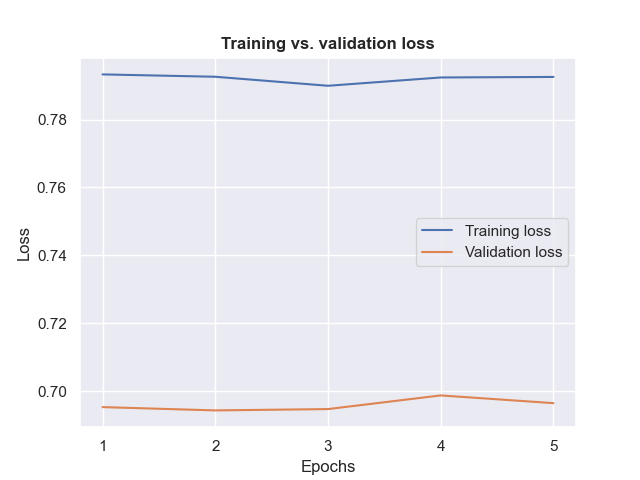 Training vs. validation loss
0.78
0.76
0.74
0.72
0.70
Loss
Training loss
Validation loss
1 2 3 4 5
Epochs